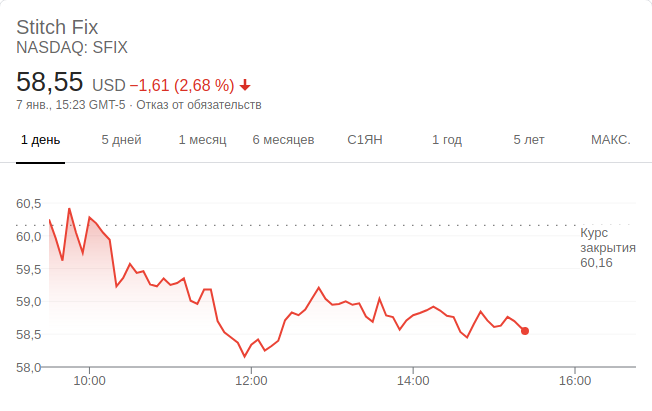 Stitch Fix
NASDAQ: SFIX
58,55 USD −1,61 (2,68 %)
7 янв., 15:23 GMT-5 · Отказ от обязательств
1 день 5 дней 1 месяц 6 месяцев С1ЯН 1 год 5 лет МАКС.
60,5
60,0
59,5
59,0
58,5
58,0
Курс
закрытия
60,16
10:00 12:00 14:00 16:00